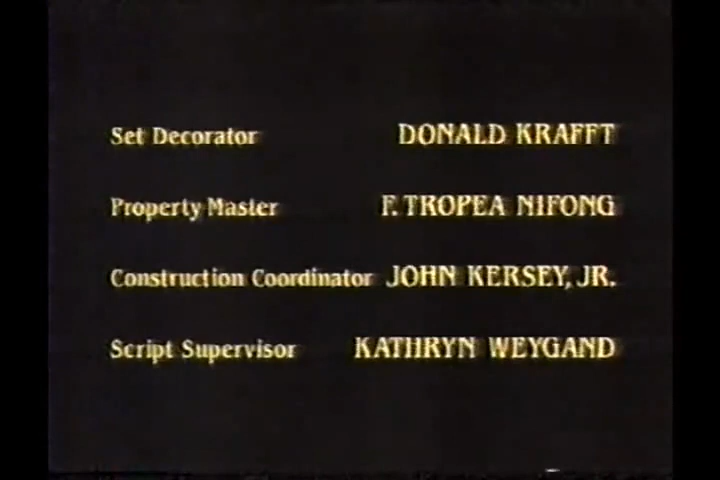 Set Decorator DONALD KRAFFT
Property Master F. TROPEA NIFONG
Construction Coordinator JOHN KERSEY, JR.
Script Supervisor KATHRYN WEYGAND